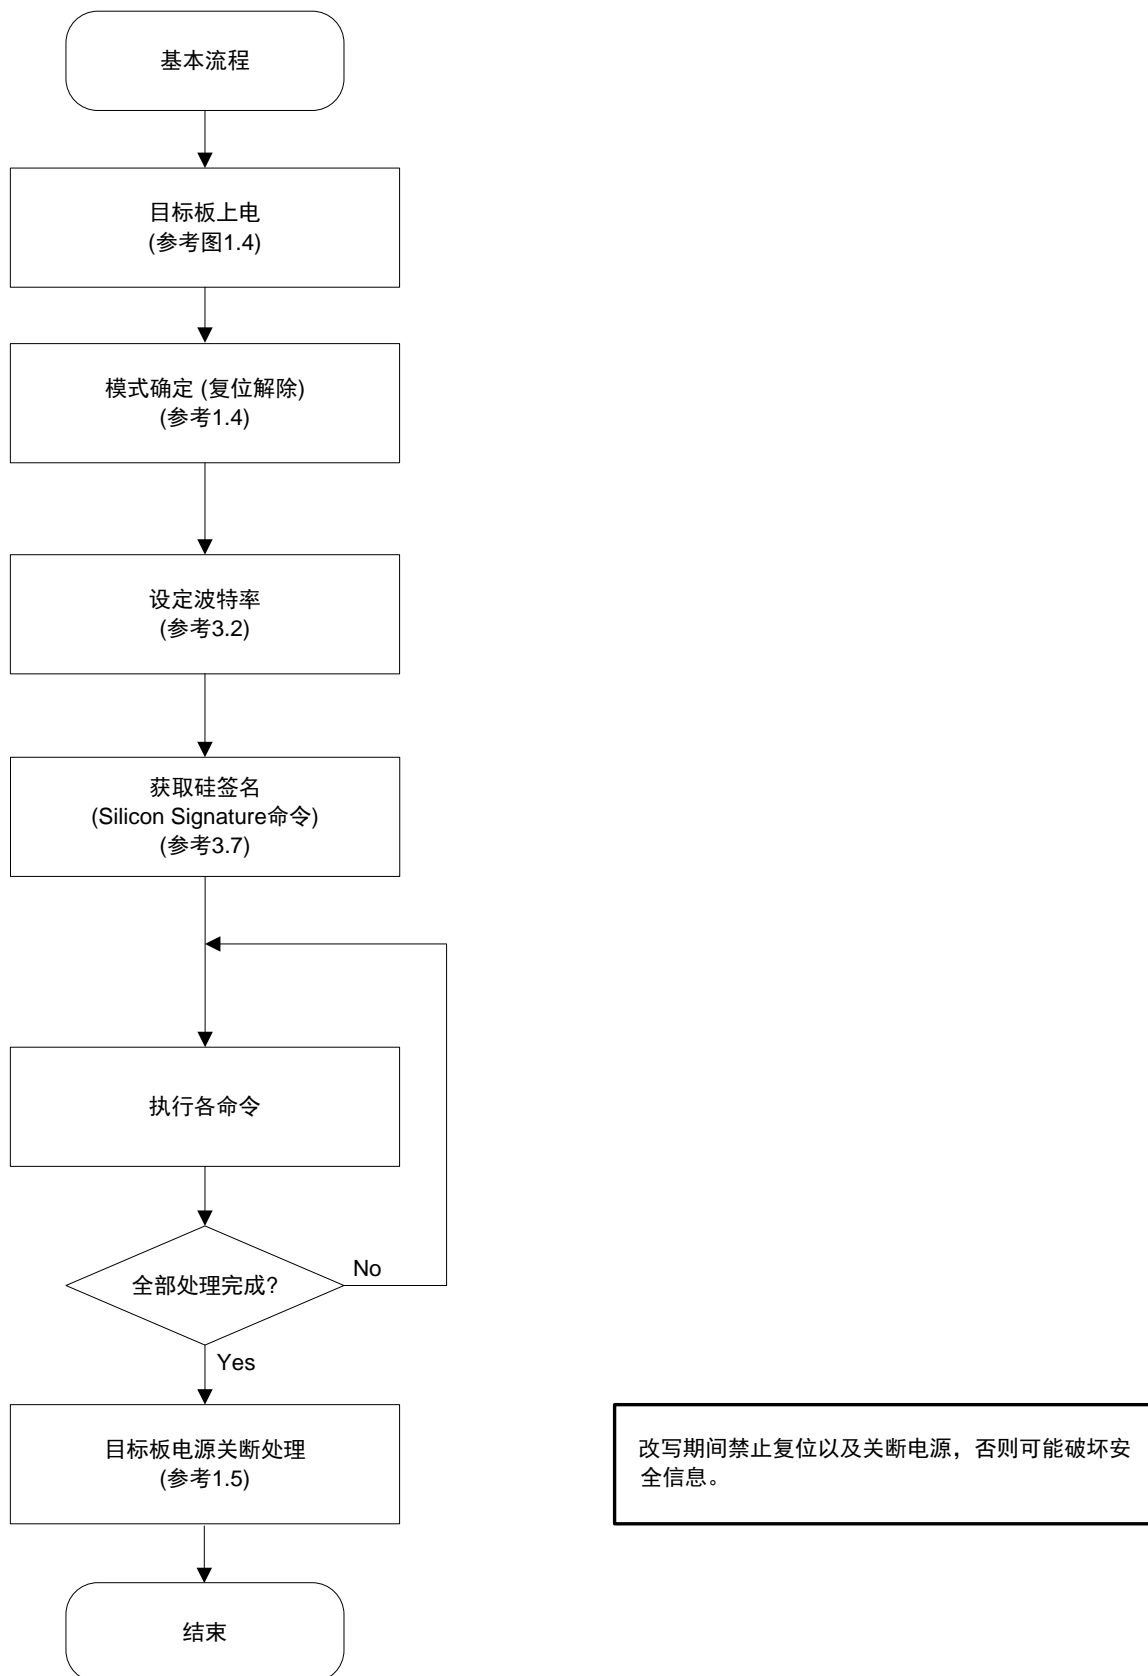 基本流程
目标板上电
(参考图1.4)
模式确定 (复位解除)
(参考1.4)
设定波特率
(参考3.2)
获取硅签名
(Silicon Signature命令)
(参考3.7)
执行各命令
全部处理完成?
No
Yes
目标板电源关断处理
(参考1.5)
改写期间禁止复位以及关断电源，否则可能破坏安
全信息。
结束